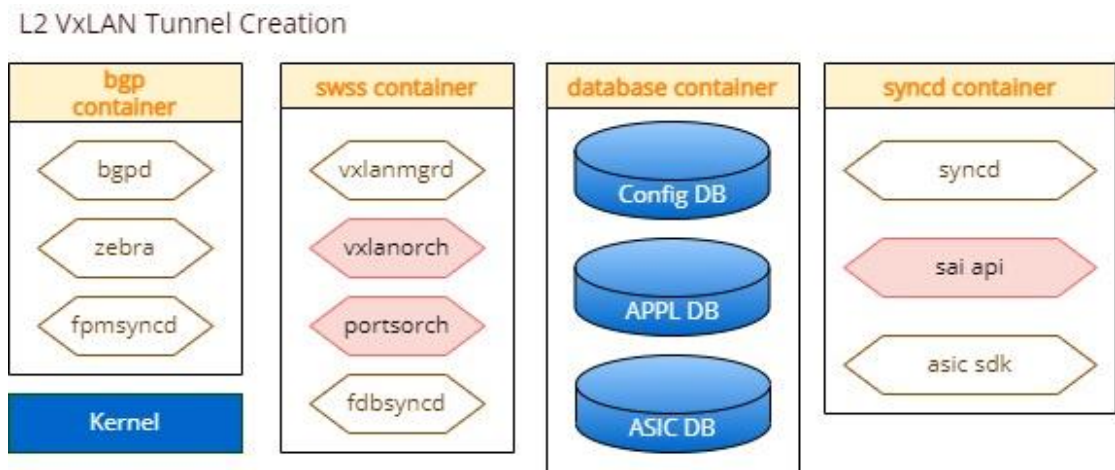 L2 VxLAN Tunnel Creation
bgp
container
bgpd
zebra
fpmsyncd
Kernel
swss container
vxlanmgrd
vxlanorch
portsorch
fdbsyncd
database container
Config DB
APPL DB
ASIC DB
syncd container
syncd
sai api
asic sdk